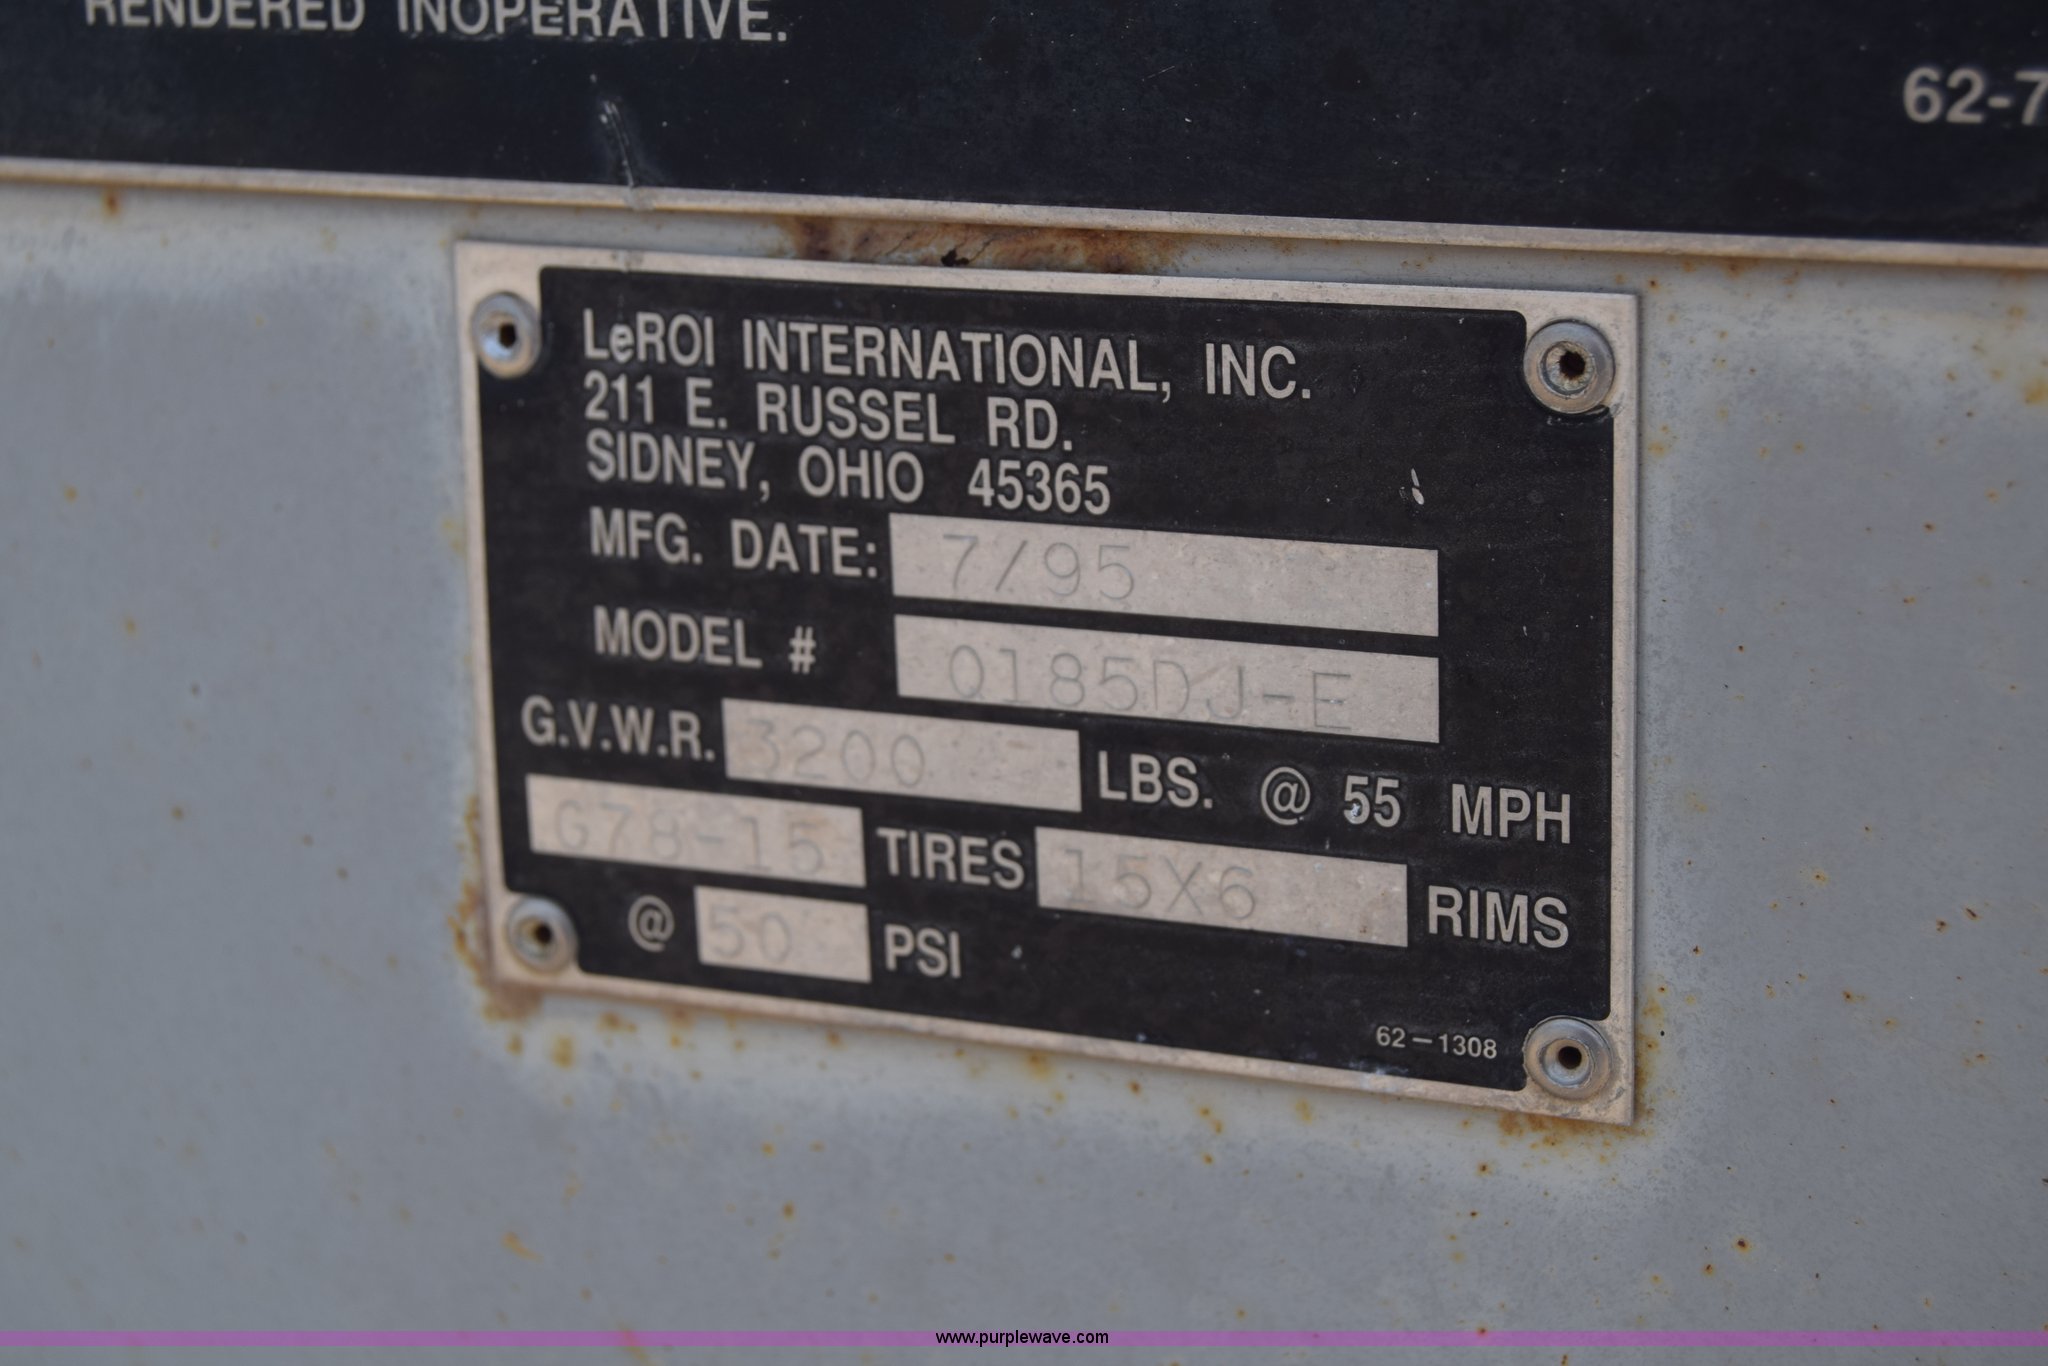 RENDERED INOPERATIVE.
62-7
LeROI INTERNATIONAL, INC.
211 E. RUSSEL RD.
SIDNEY, OHIO 45365
MFG. DATE: 7/95
MODEL # Q185DJ-E
G.V.W.R. 3200 LBS. @ 55 MPH
G78-15 TIRES 15X6 RIMS
@ 50 PSI
62-1308
www.purplewave.com